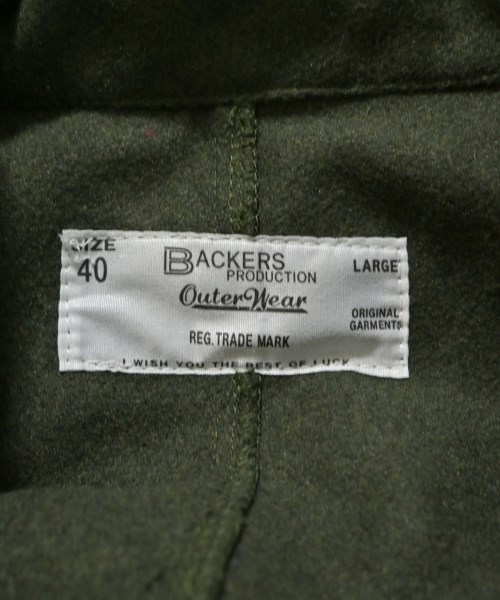 SIZE
40
BACKERS
PRODUCTION
OuterWear
REG. TRADE MARK
LARGE
ORIGINAL
GARMENTS
I WISH YOU THE BEST OF LUCK